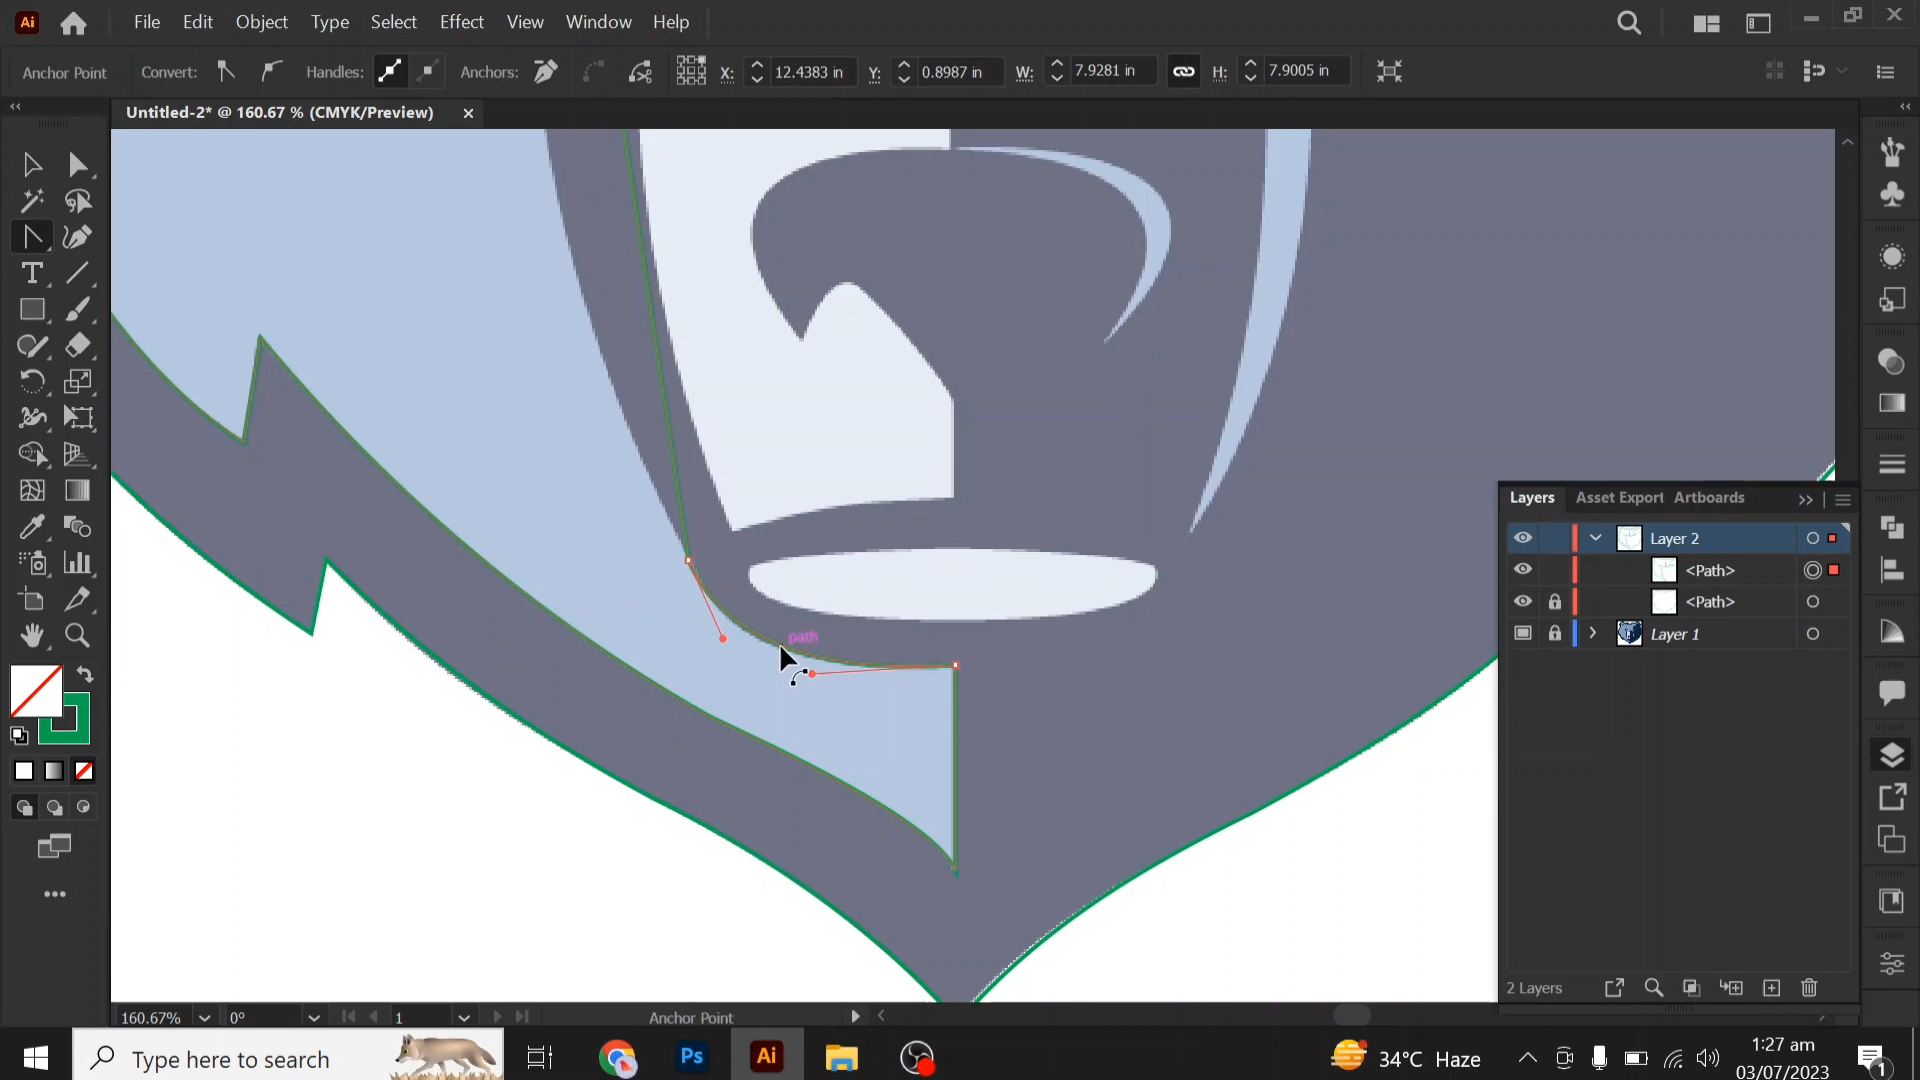 Ai File Edit Object Type Select Effect View Window Help
Anchor Point Convert: Handles: Anchors: X: 12.4383 in Y: 0.8987 in W: 7.9281 in H: 7.9005 in
Untitled-2* @ 160.67 % (CMYK/Preview)
path
Layers Asset Export Artboards
Layer 2
<Path>
<Path>
Layer 1
2 Layers
160.67% 0° 1 Anchor Point
Type here to search Ps Ai 34°C Haze 1:27 am
03/07/2023
1